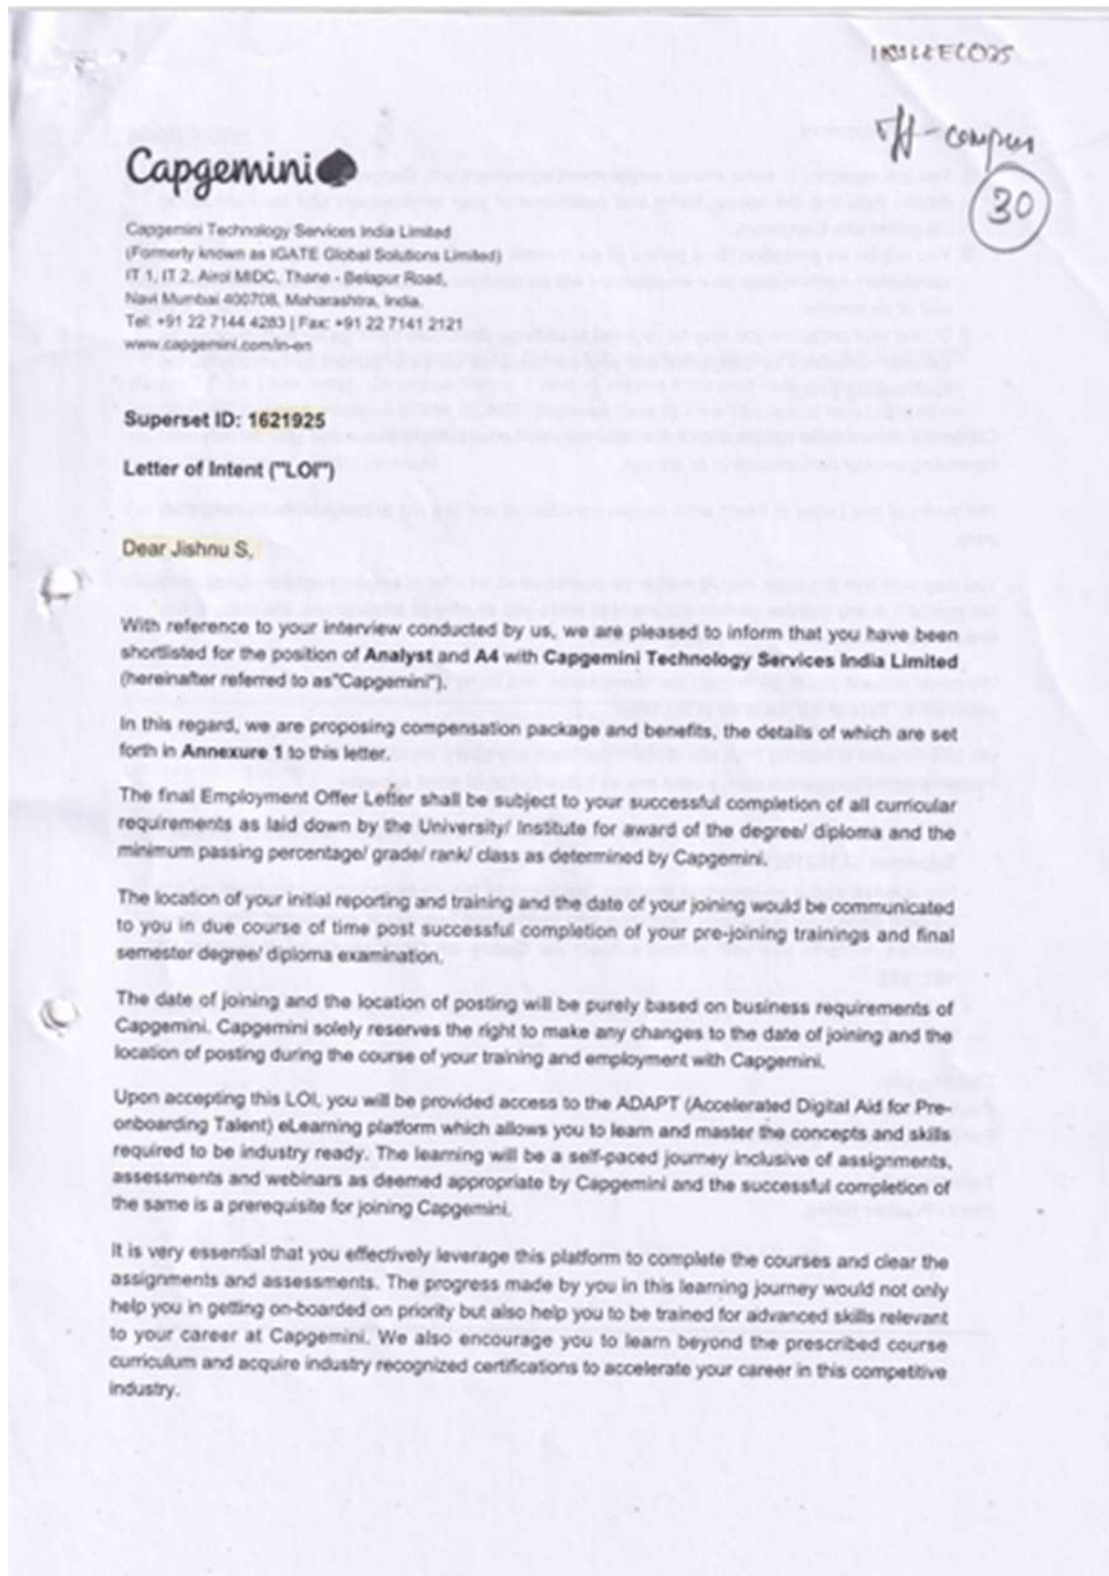 Off-campus
30
Capgemini
Capgemini Technology Services India Limited
(Formerly known as IGATE Global Solutions Limited)
IT 1, IT 2, Airoli MIDC, Thane - Belapur Road,
Navi Mumbai 400708, Maharashtra, India.
Tel: +91 22 7144 4283 | Fax: +91 22 7141 2121
www.capgemini.com/in-en
Superset ID: 1621925
Letter of Intent ("LOI")
Dear Jishnu S,
With reference to your interview conducted by us, we are pleased to inform that you have been
shortlisted for the position of Analyst and A4 with Capgemini Technology Services India Limited
(hereinafter referred to as"Capgemini").
In this regard, we are proposing compensation package and benefits, the details of which are set
forth in Annexure 1 to this letter.
The final Employment Offer Letter shall be subject to your successful completion of all curricular
requirements as laid down by the University/ Institute for award of the degree/ diploma and the
minimum passing percentage/ grade/ rank/ class as determined by Capgemini.
The location of your initial reporting and training and the date of your joining would be communicated
to you in due course of time post successful completion of your pre-joining trainings and final
semester degree/ diploma examination.
The date of joining and the location of posting will be purely based on business requirements of
Capgemini. Capgemini solely reserves the right to make any changes to the date of joining and the
location of posting during the course of your training and employment with Capgemini.
Upon accepting this LOI, you will be provided access to the ADAPT (Accelerated Digital Aid for Pre-
onboarding Talent) eLearning platform which allows you to learn and master the concepts and skills
required to be industry ready. The learning will be a self-paced journey inclusive of assignments,
assessments and webinars as deemed appropriate by Capgemini and the successful completion of
the same is a prerequisite for joining Capgemini.
It is very essential that you effectively leverage this platform to complete the courses and clear the
assignments and assessments. The progress made by you in this learning journey would not only
help you in getting on-boarded on priority but also help you to be trained for advanced skills relevant
to your career at Capgemini. We also encourage you to learn beyond the prescribed course
curriculum and acquire industry recognized certifications to accelerate your career in this competitive
industry.